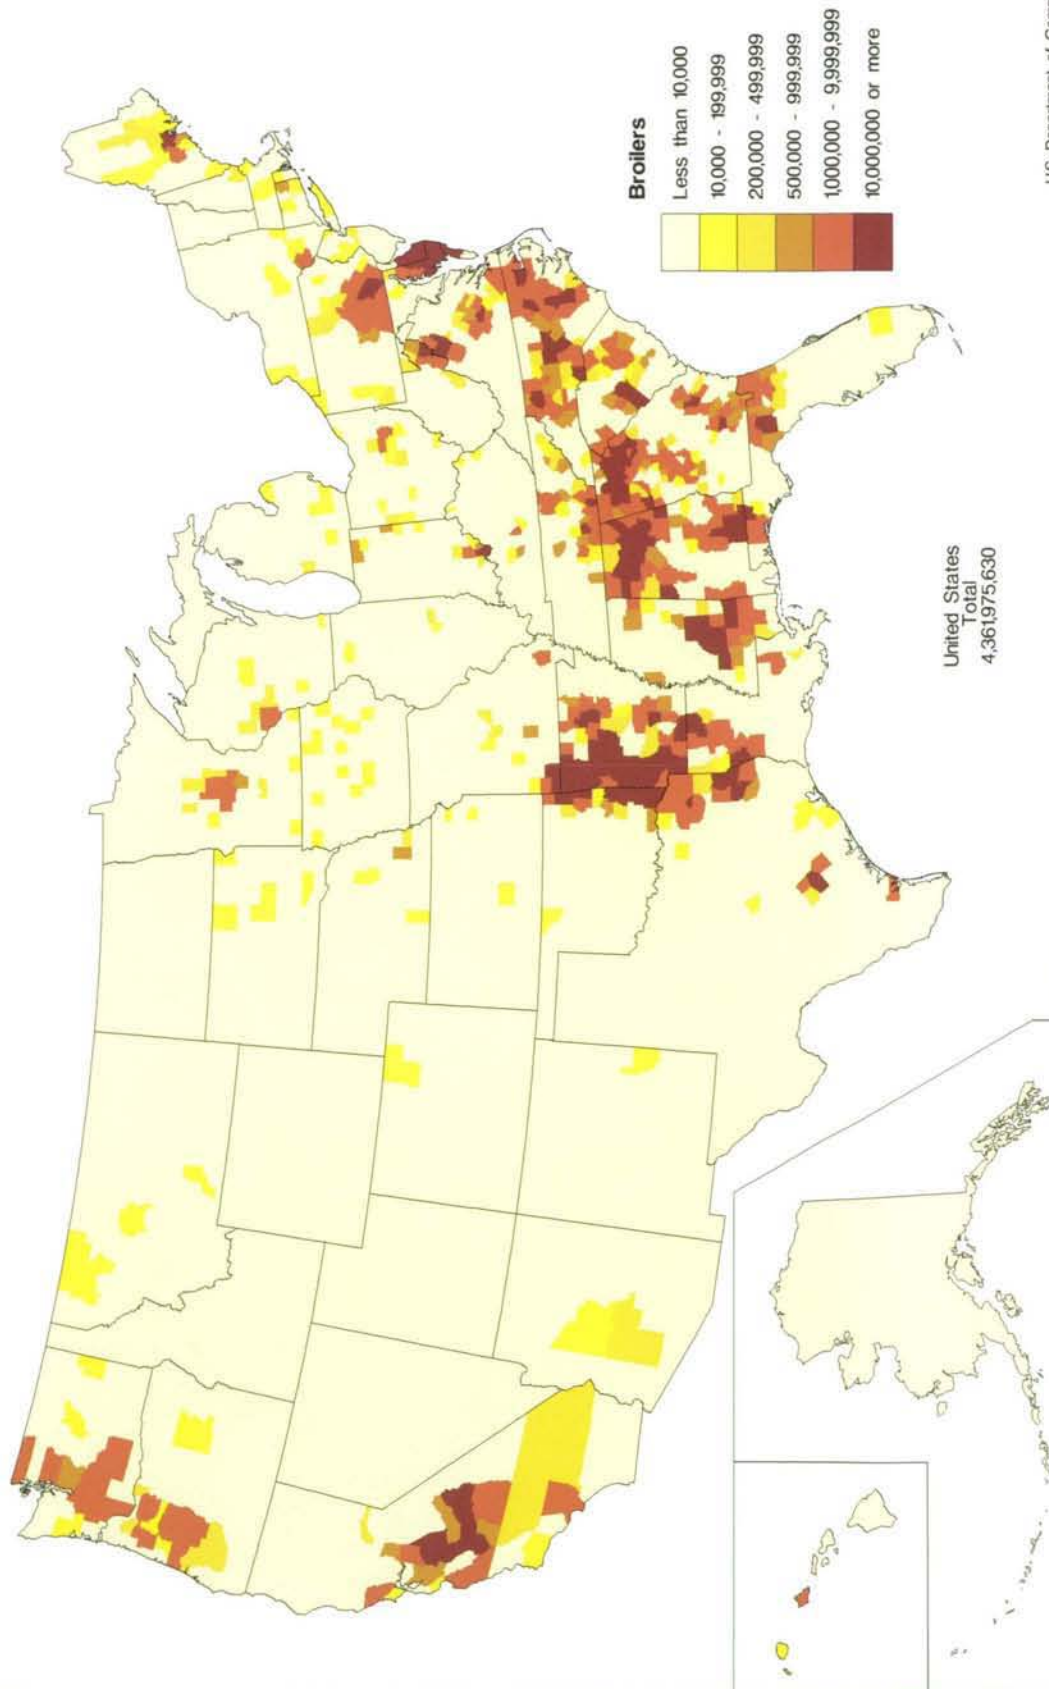 Broilers
Less than 10,000
10,000 - 199,999
200,000 - 499,999
500,000 - 999,999
1,000,000 - 9,999,999
10,000,000 or more
United States
Total
4,361,975,630